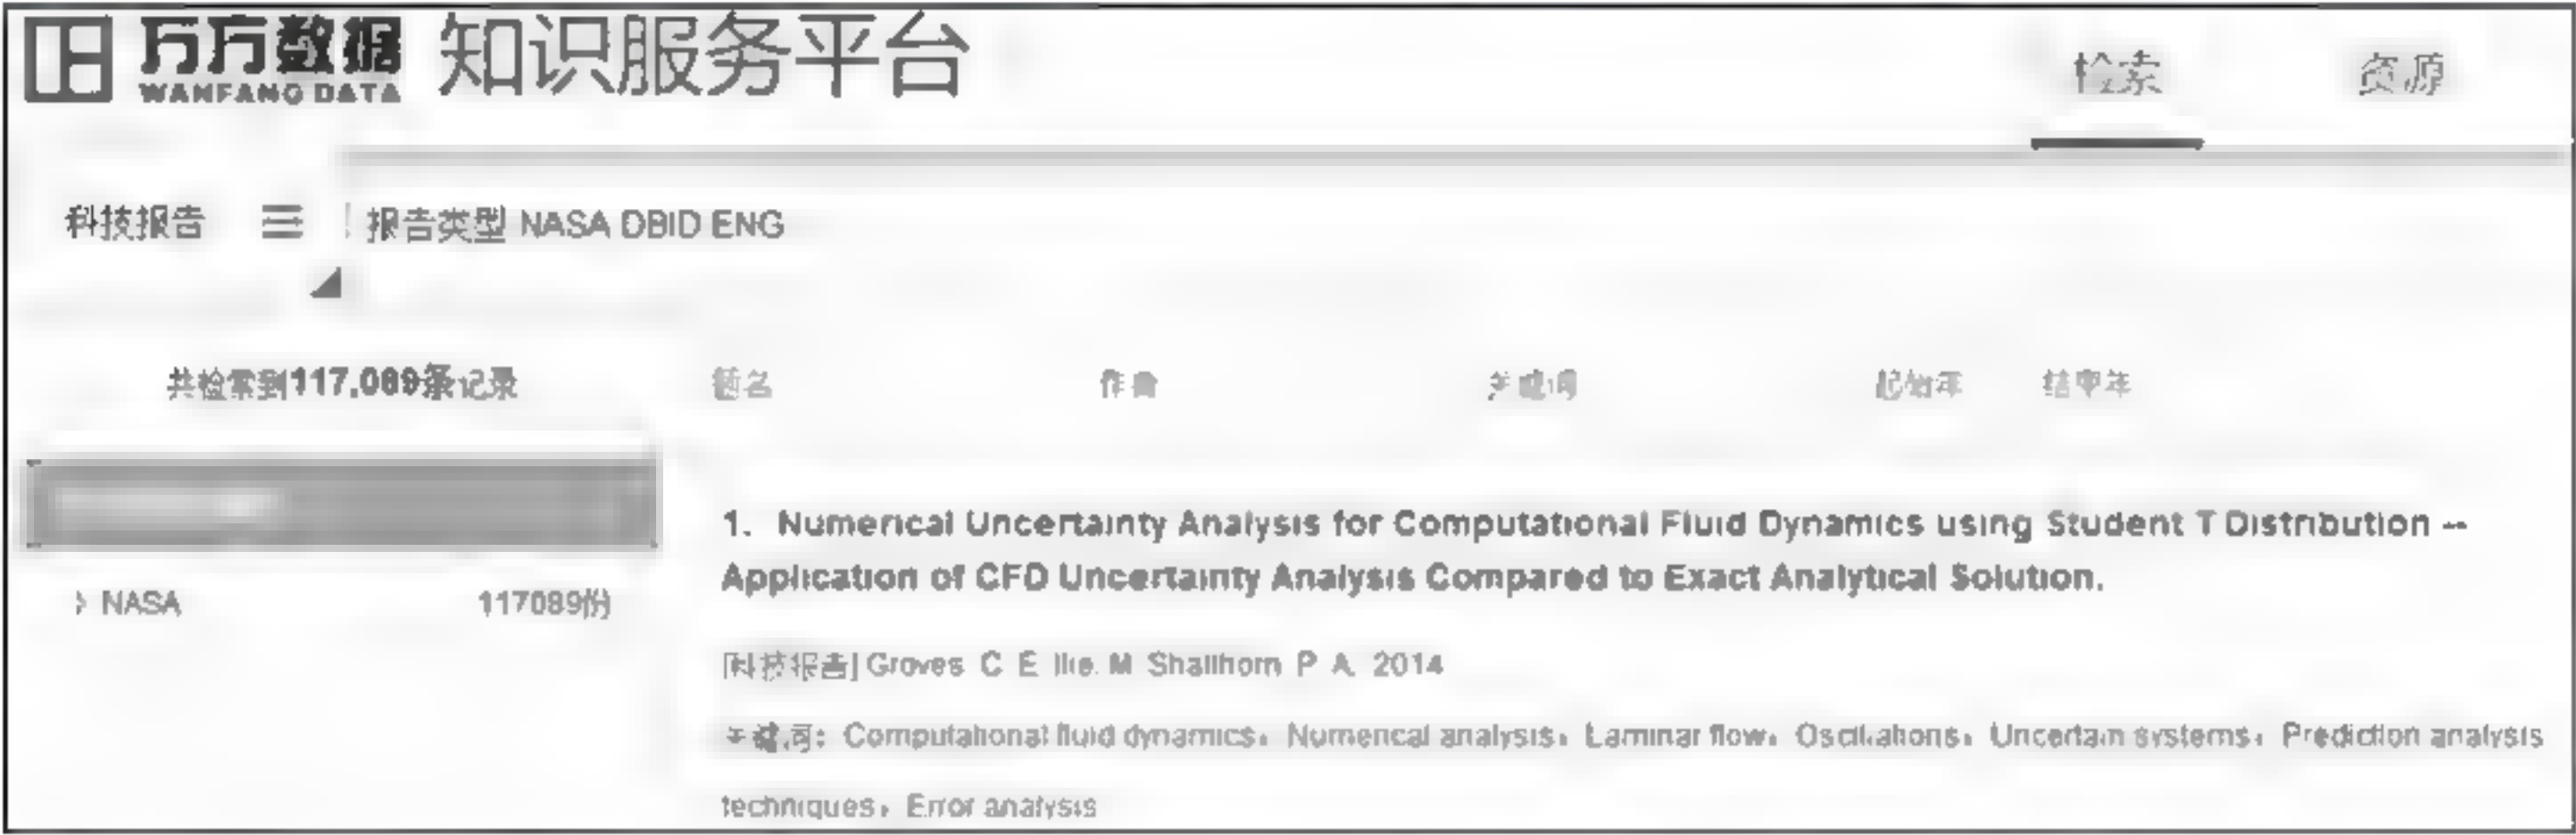 万方数据 知识服务平台 检索 资源
WANFANG DATA
科技报告 报告类型 NASA DBID ENG
共检索到117,089条记录 题名 作者 关键词 起始年 结束年
1. Numerical Uncertainty Analysis for Computational Fluid Dynamics using Student T Distribution --
Application of CFD Uncertainty Analysis Compared to Exact Analytical Solution.
NASA 117089份
[科技报告] Groves C E Ilie. M Shallhorn P A. 2014
关键词: Computational fluid dynamics, Numerical analysis, Laminar flow, Oscillations, Uncertain systems, Prediction analysis
techniques, Error analysis